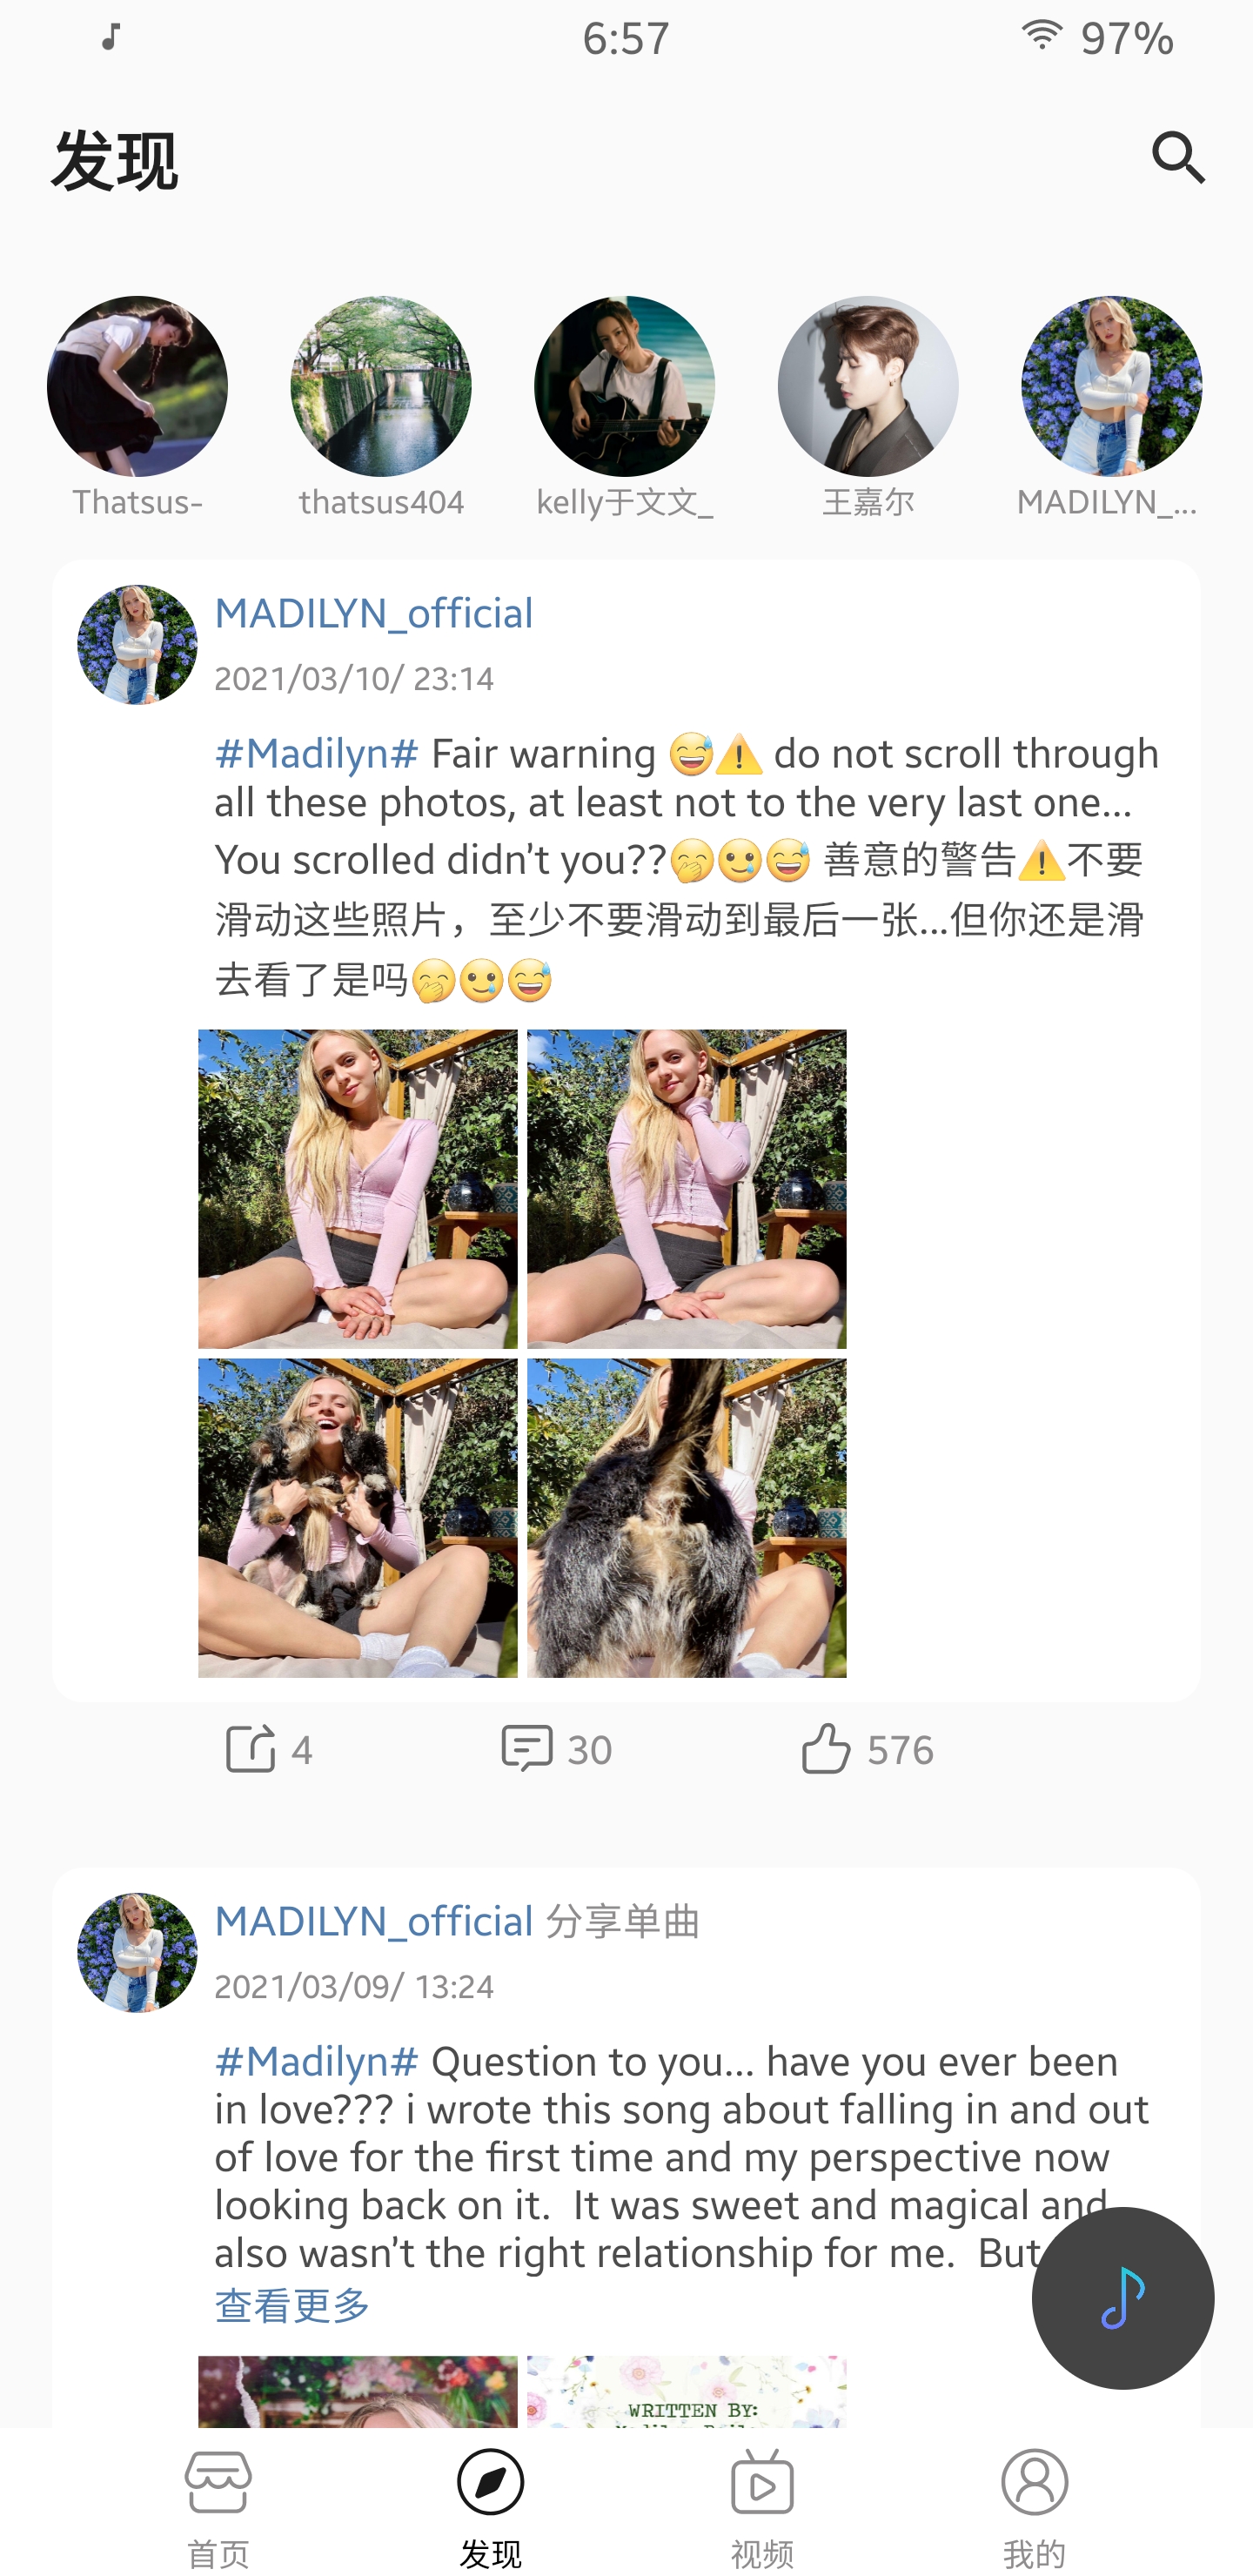 6:57
97%
发现
Thatsus-
thatsus404
kelly于文文_
王嘉尔
MADILYN_...
MADILYN_official
2021/03/10/ 23:14
#Madilyn# Fair warning 😅⚠️ do not scroll through
all these photos, at least not to the very last one...
You scrolled didn't you??🤭🥲😅 善意的警告⚠️不要
滑动这些照片，至少不要滑动到最后一张...但你还是滑
去看了是吗🤭🥲😅
4
30
576
MADILYN_official 分享单曲
2021/03/09/ 13:24
#Madilyn# Question to you... have you ever been
in love??? i wrote this song about falling in and out
of love for the first time and my perspective now
looking back on it.  It was sweet and magical and
also wasn't the right relationship for me.  But
查看更多
WRITTEN BY:
首页
发现
视频
我的